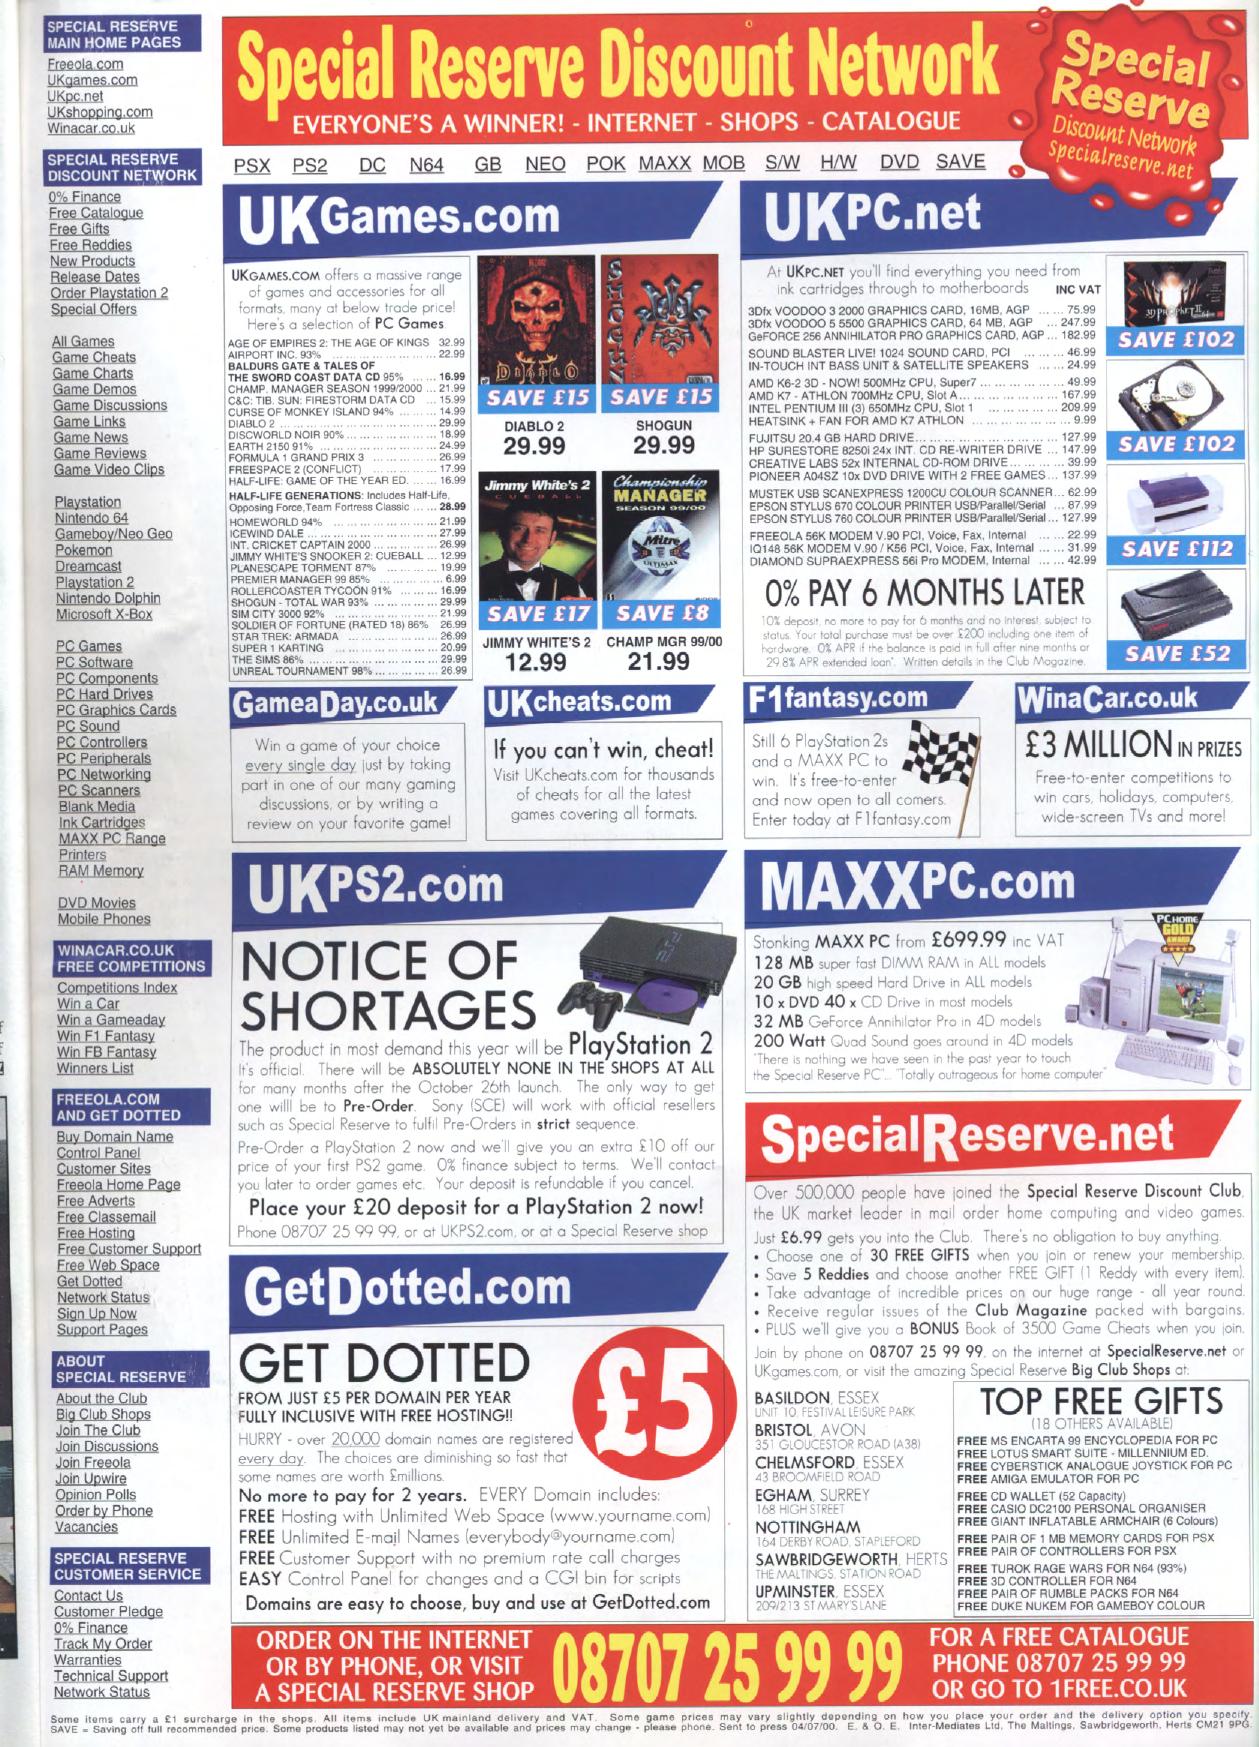 SPECIAL RESERVE
MAIN HOME PAGES
Freeola.com
UKgames.com
UKpc.net
UKshopping.com
Winacar.co.uk
SPECIAL RESERVE
DISCOUNT NETWORK
0% Finance
Free Catalogue
Free Gifts
Free Reddies
New Products
Release Dates
Order Playstation 2
Special Offers
All Games
Game Cheats
Game Charts
Game Demos
Game Discussions
Game Links
Game News
Game Reviews
Game Video Clips
Playstation
Nintendo 64
Gameboy/Neo Geo
Pokemon
Dreamcast
Playstation 2
Nintendo Dolphin
Microsoft X-Box
PC Games
PC Software
PC Components
PC Hard Drives
PC Graphics Cards
PC Sound
PC Controllers
PC Peripherals
PC Networking
PC Scanners
Blank Media
Ink Cartridges
MAXX PC Range
Printers
RAM Memory
DVD Movies
Mobile Phones
WINACAR.CO.UK
FREE COMPETITIONS
Competitions Index
Win a Car
Win a Gameaday
Win F1 Fantasy
Win FB Fantasy
Winners List
FREEOLA.COM
AND GET DOTTED
Buy Domain Name
Control Panel
Customer Sites
Freeola Home Page
Free Adverts
Free Classemail
Free Hosting
Free Customer Support
Free Web Space
Get Dotted
Network Status
Sign Up Now
Support Pages
ABOUT
SPECIAL RESERVE
About the Club
Big Club Shops
Join The Club
Join Discussions
Join Freeola
Join Upwire
Opinion Polls
Order by Phone
Vacancies
SPECIAL RESERVE
CUSTOMER SERVICE
Contact Us
Customer Pledge
0% Finance
Track My Order
Warranties
Technical Support
Network Status
Special Reserve Discount Network
EVERYONE'S A WINNER! - INTERNET - SHOPS - CATALOGUE
Special
Reserve
Discount Network
Specialreserve.net
PSX PS2 DC N64 GB NEO POK MAXX MOB S/W H/W DVD SAVE
UKGames.com
UKGAMES.COM offers a massive range
of games and accessories for all
formats, many at below trade price!
Here's a selection of PC Games
AGE OF EMPIRES 2: THE AGE OF KINGS 32.99
AIRPORT INC. 93% ... 22.99
BALDURS GATE & TALES OF
THE SWORD COAST DATA CD 95% ... 16.99
CHAMP. MANAGER SEASON 1999/2000 ... 21.99
C&C: TIB. SUN: FIRESTORM DATA CD ... 15.99
CURSE OF MONKEY ISLAND 94% ... 14.99
DIABLO 2 ... 29.99
DISCWORLD NOIR 90% ... 18.99
EARTH 2150 91% ... 24.99
FORMULA 1 GRAND PRIX 3 ... 26.99
FREESPACE 2 (CONFLICT) ... 17.99
HALF-LIFE: GAME OF THE YEAR ED. ... 16.99
HALF-LIFE GENERATIONS: Includes Half-Life,
Opposing Force,Team Fortress Classic ... 28.99
HOMEWORLD 94% ... 21.99
ICEWIND DALE ... 27.99
INT. CRICKET CAPTAIN 2000 ... 26.99
JIMMY WHITE'S SNOOKER 2: CUEBALL ... 12.99
PLANESCAPE TORMENT 87% ... 19.99
PREMIER MANAGER 99 85% ... 6.99
ROLLERCOASTER TYCOON 91% ... 16.99
SHOGUN - TOTAL WAR 93% ... 29.99
SIM CITY 3000 92% ... 21.99
SOLDIER OF FORTUNE (RATED 18) 86% 26.99
STAR TREK: ARMADA ... 26.99
SUPER 1 KARTING ... 20.99
THE SIMS 86% ... 29.99
UNREAL TOURNAMENT 98% ... 26.99
DIABLO
SAVE £15
DIABLO 2
29.99
SHOGUN
SAVE £15
SHOGUN
29.99
Jimmy White's 2
CUEBALL
SAVE £17
JIMMY WHITE'S 2
12.99
Championship
MANAGER
SEASON 99/00
Mitre
ULTIMAX
SAVE £8
CHAMP MGR 99/00
21.99
UKPC.net
At UKPC.NET you'll find everything you need from
ink cartridges through to motherboards INC VAT
3Dfx VOODOO 3 2000 GRAPHICS CARD, 16MB, AGP ... 75.99
3Dfx VOODOO 5 5500 GRAPHICS CARD, 64 MB, AGP ... 247.99
GeFORCE 256 ANNIHILATOR PRO GRAPHICS CARD, AGP ... 182.99
SOUND BLASTER LIVE! 1024 SOUND CARD, PCI ... 46.99
IN-TOUCH INT BASS UNIT & SATELLITE SPEAKERS ... 24.99
AMD K6-2 3D - NOW! 500MHz CPU, Super7 ... 49.99
AMD K7 - ATHLON 700MHz CPU, Slot A ... 167.99
INTEL PENTIUM III (3) 650MHz CPU, Slot 1 ... 209.99
HEATSINK + FAN FOR AMD K7 ATHLON ... 9.99
FUJITSU 20.4 GB HARD DRIVE ... 127.99
HP SURESTORE 8250i 24x INT. CD RE-WRITER DRIVE ... 147.99
CREATIVE LABS 52x INTERNAL CD-ROM DRIVE ... 39.99
PIONEER A04SZ 10x DVD DRIVE WITH 2 FREE GAMES ... 137.99
MUSTEK USB SCANEXPRESS 1200CU COLOUR SCANNER ... 62.99
EPSON STYLUS 670 COLOUR PRINTER USB/Parallel/Serial ... 87.99
EPSON STYLUS 760 COLOUR PRINTER USB/Parallel/Serial ... 127.99
FREEOLA 56K MODEM V.90 PCI, Voice, Fax, Internal ... 22.99
IQ148 56K MODEM V.90 / K56 PCI, Voice, Fax, Internal ... 31.99
DIAMOND SUPRAEXPRESS 56i Pro MODEM, Internal ... 42.99
0% PAY 6 MONTHS LATER
10% deposit, no more to pay for 6 months and no interest, subject to
status. Your total purchase must be over £200 including one item of
hardware. 0% APR if the balance is paid in full after nine months or
29.8% APR extended loan*. Written details in the Club Magazine.
3D PROPHET II
SAVE £102
SAVE £102
SAVE £112
SAVE £52
GameaDay.co.uk
Win a game of your choice
every single day just by taking
part in one of our many gaming
discussions, or by writing a
review on your favorite game!
UKcheats.com
If you can't win, cheat!
Visit UKcheats.com for thousands
of cheats for all the latest
games covering all formats.
F1fantasy.com
Still 6 PlayStation 2s
and a MAXX PC to
win. It's free-to-enter
and now open to all comers.
Enter today at F1fantasy.com
WinaCar.co.uk
£3 MILLION IN PRIZES
Free-to-enter competitions to
win cars, holidays, computers,
wide-screen TVs and more!
UKPS2.com
NOTICE OF
SHORTAGES
The product in most demand this year will be PlayStation 2
It's official. There will be ABSOLUTELY NONE IN THE SHOPS AT ALL
for many months after the October 26th launch. The only way to get
one willl be to Pre-Order. Sony (SCE) will work with official resellers
such as Special Reserve to fulfil Pre-Orders in strict sequence.
Pre-Order a PlayStation 2 now and we'll give you an extra £10 off our
price of your first PS2 game. 0% finance subject to terms. We'll contact
you later to order games etc. Your deposit is refundable if you cancel.
Place your £20 deposit for a PlayStation 2 now!
Phone 08707 25 99 99, or at UKPS2.com, or at a Special Reserve shop
MAXXPC.com
Stonking MAXX PC from £699.99 inc VAT
128 MB super fast DIMM RAM in ALL models
20 GB high speed Hard Drive in ALL models
10 x DVD 40 x CD Drive in most models
32 MB GeForce Annihilator Pro in 4D models
200 Watt Quad Sound goes around in 4D models
"There is nothing we have seen in the past year to touch
the Special Reserve PC"... "Totally outrageous for home computer"
PC HOME
GOLD
AWARD
GetDotted.com
GET DOTTED
FROM JUST £5 PER DOMAIN PER YEAR
FULLY INCLUSIVE WITH FREE HOSTING!!
HURRY - over 20,000 domain names are registered
every day. The choices are diminishing so fast that
some names are worth £millions.
£5
No more to pay for 2 years. EVERY Domain includes:
FREE Hosting with Unlimited Web Space (www.yourname.com)
FREE Unlimited E-mail Names (everybody@yourname.com)
FREE Customer Support with no premium rate call charges
EASY Control Panel for changes and a CGI bin for scripts
Domains are easy to choose, buy and use at GetDotted.com
SpecialReserve.net
Over 500,000 people have joined the Special Reserve Discount Club,
the UK market leader in mail order home computing and video games.
Just £6.99 gets you into the Club. There's no obligation to buy anything.
• Choose one of 30 FREE GIFTS when you join or renew your membership.
• Save 5 Reddies and choose another FREE GIFT (1 Reddy with every item).
• Take advantage of incredible prices on our huge range - all year round.
• Receive regular issues of the Club Magazine packed with bargains.
• PLUS we'll give you a BONUS Book of 3500 Game Cheats when you join.
Join by phone on 08707 25 99 99, on the internet at SpecialReserve.net or
UKgames.com, or visit the amazing Special Reserve Big Club Shops at:
BASILDON, ESSEX
UNIT 10, FESTIVAL LEISURE PARK
BRISTOL, AVON
351 GLOUCESTOR ROAD (A38)
CHELMSFORD, ESSEX
43 BROOMFIELD ROAD
EGHAM, SURREY
168 HIGH STREET
NOTTINGHAM
164 DERBY ROAD, STAPLEFORD
SAWBRIDGEWORTH, HERTS
THE MALTINGS, STATION ROAD
UPMINSTER, ESSEX
209/213 ST MARY'S LANE
TOP FREE GIFTS
(18 OTHERS AVAILABLE)
FREE MS ENCARTA 99 ENCYCLOPEDIA FOR PC
FREE LOTUS SMART SUITE - MILLENNIUM ED.
FREE CYBERSTICK ANALOGUE JOYSTICK FOR PC
FREE AMIGA EMULATOR FOR PC
FREE CD WALLET (52 Capacity)
FREE CASIO DC2100 PERSONAL ORGANISER
FREE GIANT INFLATABLE ARMCHAIR (6 Colours)
FREE PAIR OF 1 MB MEMORY CARDS FOR PSX
FREE PAIR OF CONTROLLERS FOR PSX
FREE TUROK RAGE WARS FOR N64 (93%)
FREE 3D CONTROLLER FOR N64
FREE PAIR OF RUMBLE PACKS FOR N64
FREE DUKE NUKEM FOR GAMEBOY COLOUR
ORDER ON THE INTERNET
OR BY PHONE, OR VISIT
A SPECIAL RESERVE SHOP
08707 25 99 99
FOR A FREE CATALOGUE
PHONE 08707 25 99 99
OR GO TO 1FREE.CO.UK
Some items carry a £1 surcharge in the shops. All items include UK mainland delivery and VAT. Some game prices may vary slightly depending on how you place your order and the delivery option you specify.
SAVE = Saving off full recommended price. Some products listed may not yet be available and prices may change - please phone. Sent to press 04/07/00. E. & O. E. Inter-Mediates Ltd, The Maltings, Sawbridgeworth, Herts CM21 9PG.